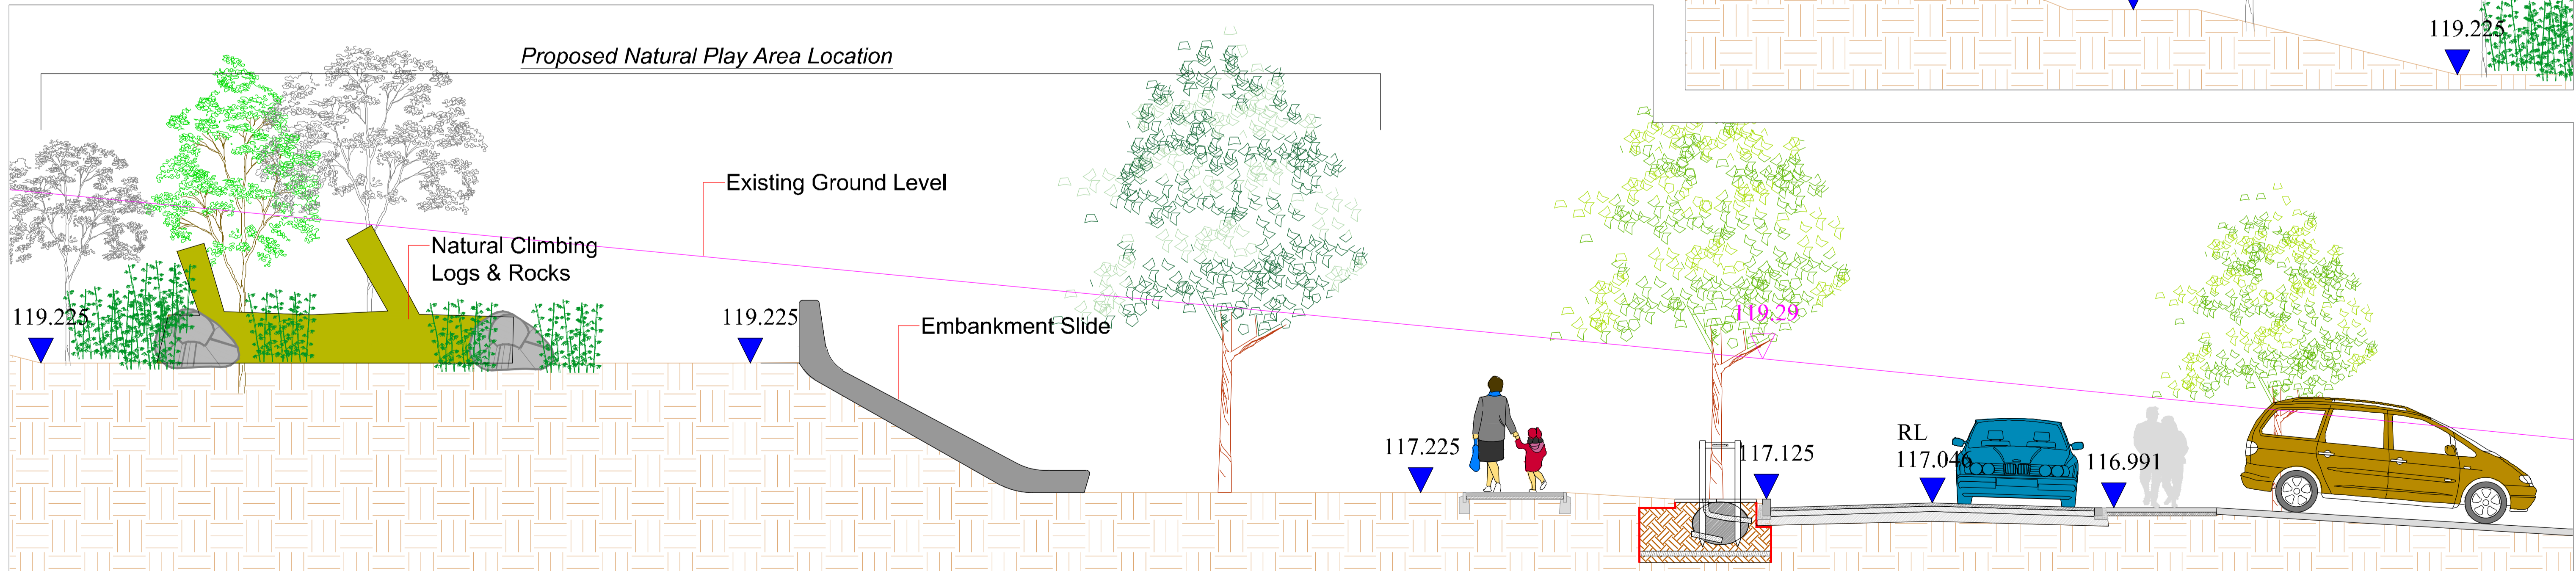 Proposed Natural Play Area Location
119.225
Existing Ground Level
Natural Climbing
Logs & Rocks
119.225
119.225
Embankment Slide
119.29
117.225
117.125
RL
117.046
116.991